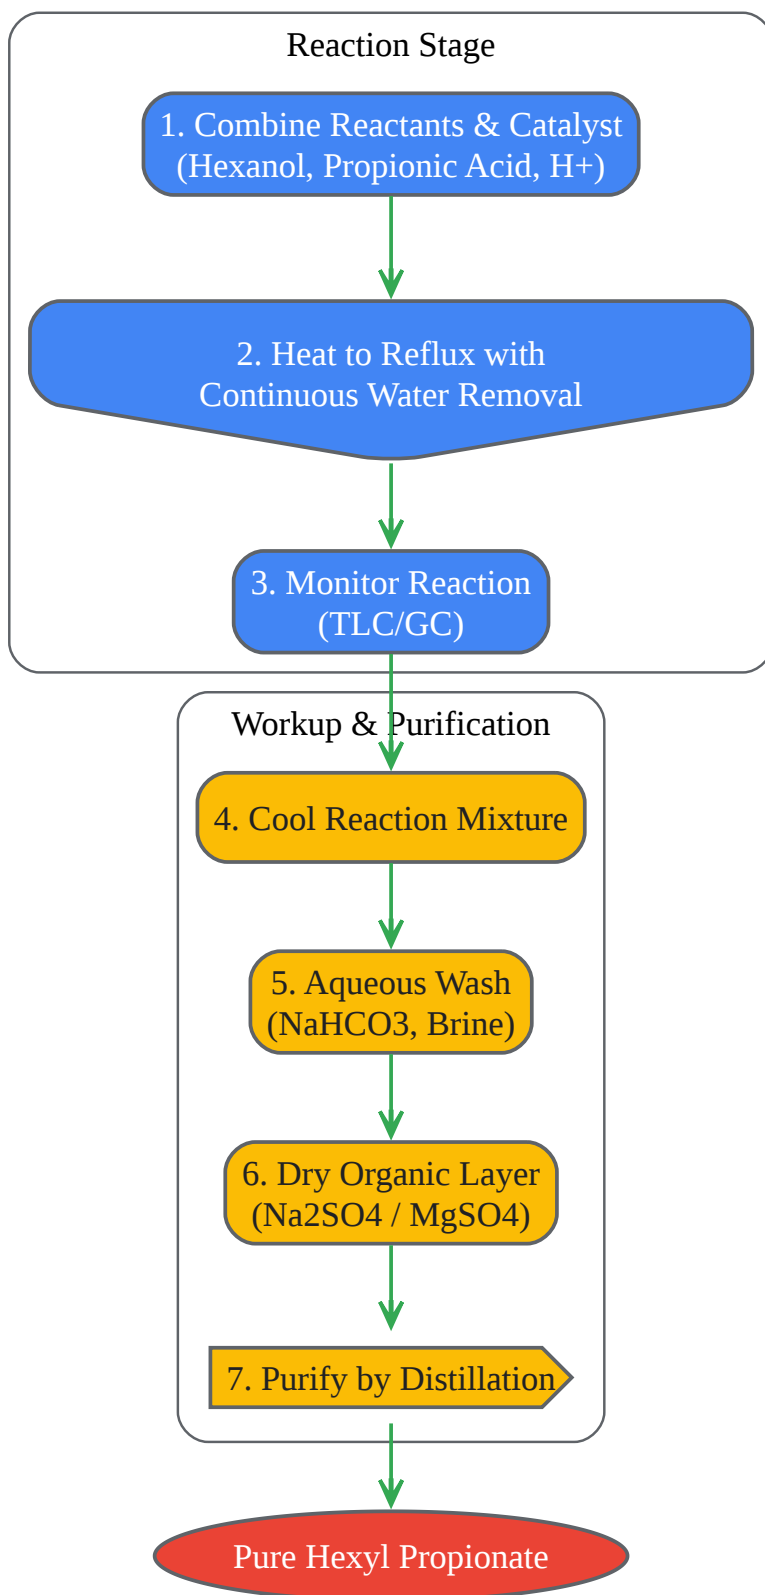 Reaction Stage
1. Combine Reactants & Catalyst
(Hexanol, Propionic Acid, H+)
2. Heat to Reflux with
Continuous Water Removal
3. Monitor Reaction
(TLC/GC)
Workup & Purification
4. Cool Reaction Mixture
5. Aqueous Wash
(NaHCO3, Brine)
6. Dry Organic Layer
(Na2SO4 / MgSO4)
7. Purify by Distillation
Pure Hexyl Propionate